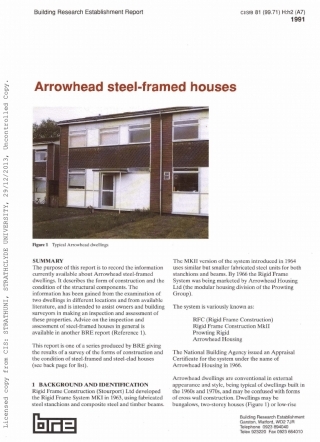 Building Research Establishment Report
CI/SfB 81 (99.71) Hh2 (A7)
1991
Arrowhead steel-framed houses
Figure 1 Typical Arrowhead dwellings
SUMMARY
The purpose of this report is to record the information
currently available about Arrowhead steel-framed
dwellings. It describes the form of construction and the
condition of the structural components. The
information has been gained from the examination of
two dwellings in different locations and from available
literature, and is intended to assist owners and building
surveyors in making an inspection and assessment of
these properties. Advice on the inspection and
assessment of steel-framed houses in general is
available in another BRE report (Reference 1).
This report is one of a series produced by BRE giving
the results of a survey of the forms of construction and
the condition of steel-framed and steel-clad houses
(see back page for list).
1 BACKGROUND AND IDENTIFICATION
Rigid Frame Construction (Bearport) Ltd developed
the Rigid Frame System MKI in 1963, using fabricated
steel stanchions and composite steel and timber beams.
The MKII version of the system introduced in 1964
uses similar but smaller fabricated steel units for both
stanchions and beams. By 1966 the Rigid Frame
System was being marketed by Arrowhead Housing
Ltd (the modular housing division of the Prowting
Group).
The system is variously known as:
RFC (Rigid Frame Construction)
Rigid Frame Construction MkII
Prowting Rigid
Arrowhead Housing
The National Building Agency issued an Appraisal
Certificate for the system under the name of
Arrowhead Housing in 1966.
Arrowhead dwellings are conventional in external
appearance and style, being typical of dwellings built in
the 1960s and 1970s, and may be confused with forms
of cross wall construction. Dwellings may be
bungalows, two-storey houses (Figure 1) or low-rise
bre
Building Research Establishment
Garston, Watford, WD2 7JR
Telephone 0923 894040
Telex 923220 Fax 0923 664010
Licensed copy from CIS: STRATHUNI, STRATHCLYDE UNIVERSITY, 29/12/2013, Uncontrolled Copy.